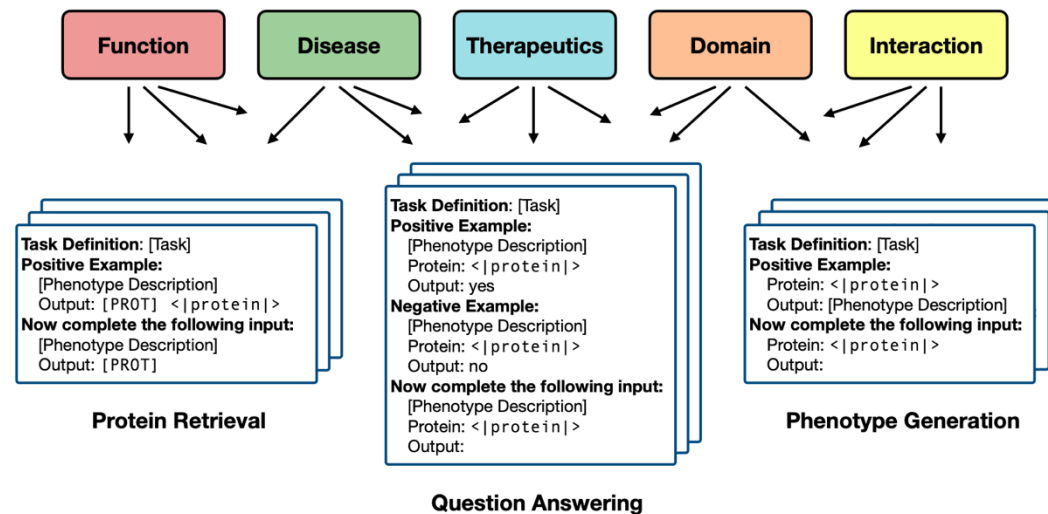 Function
Disease
Therapeutics
Domain
Interaction
Task Definition: [Task]
Positive Example:
[Phenotype Description]
Output: [PROT] <|protein|>
Now complete the following input:
[Phenotype Description]
Output: [PROT]
Protein Retrieval
Task Definition: [Task]
Positive Example:
[Phenotype Description]
Protein: <|protein|>
Output: yes
Negative Example:
[Phenotype Description]
Protein: <|protein|>
Output: no
Now complete the following input:
[Phenotype Description]
Protein: <|protein|>
Output:
Question Answering
Task Definition: [Task]
Positive Example:
Protein: <|protein|>
Output: [Phenotype Description]
Now complete the following input:
Protein: <|protein|>
Output:
Phenotype Generation